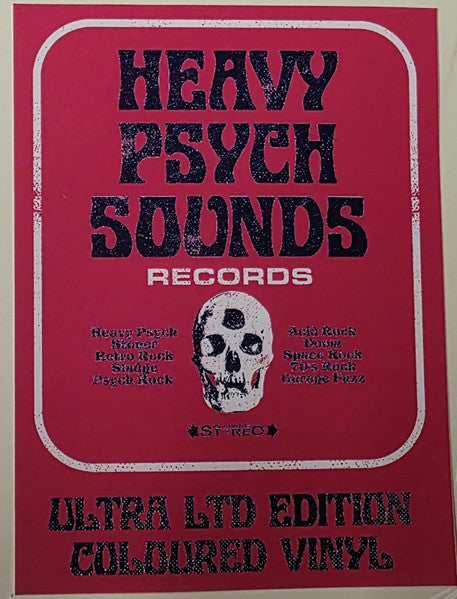 HEAVY
PSYCH
SOUNDS
RECORDS
Heavy Psych
Stoner
Retro Rock
Sludge
Psych Rock
Acid Rock
Doom
Space Rock
70's Rock
Garage Fuzz
STEREO
ULTRA LTD EDITION
COLOURED VINYL